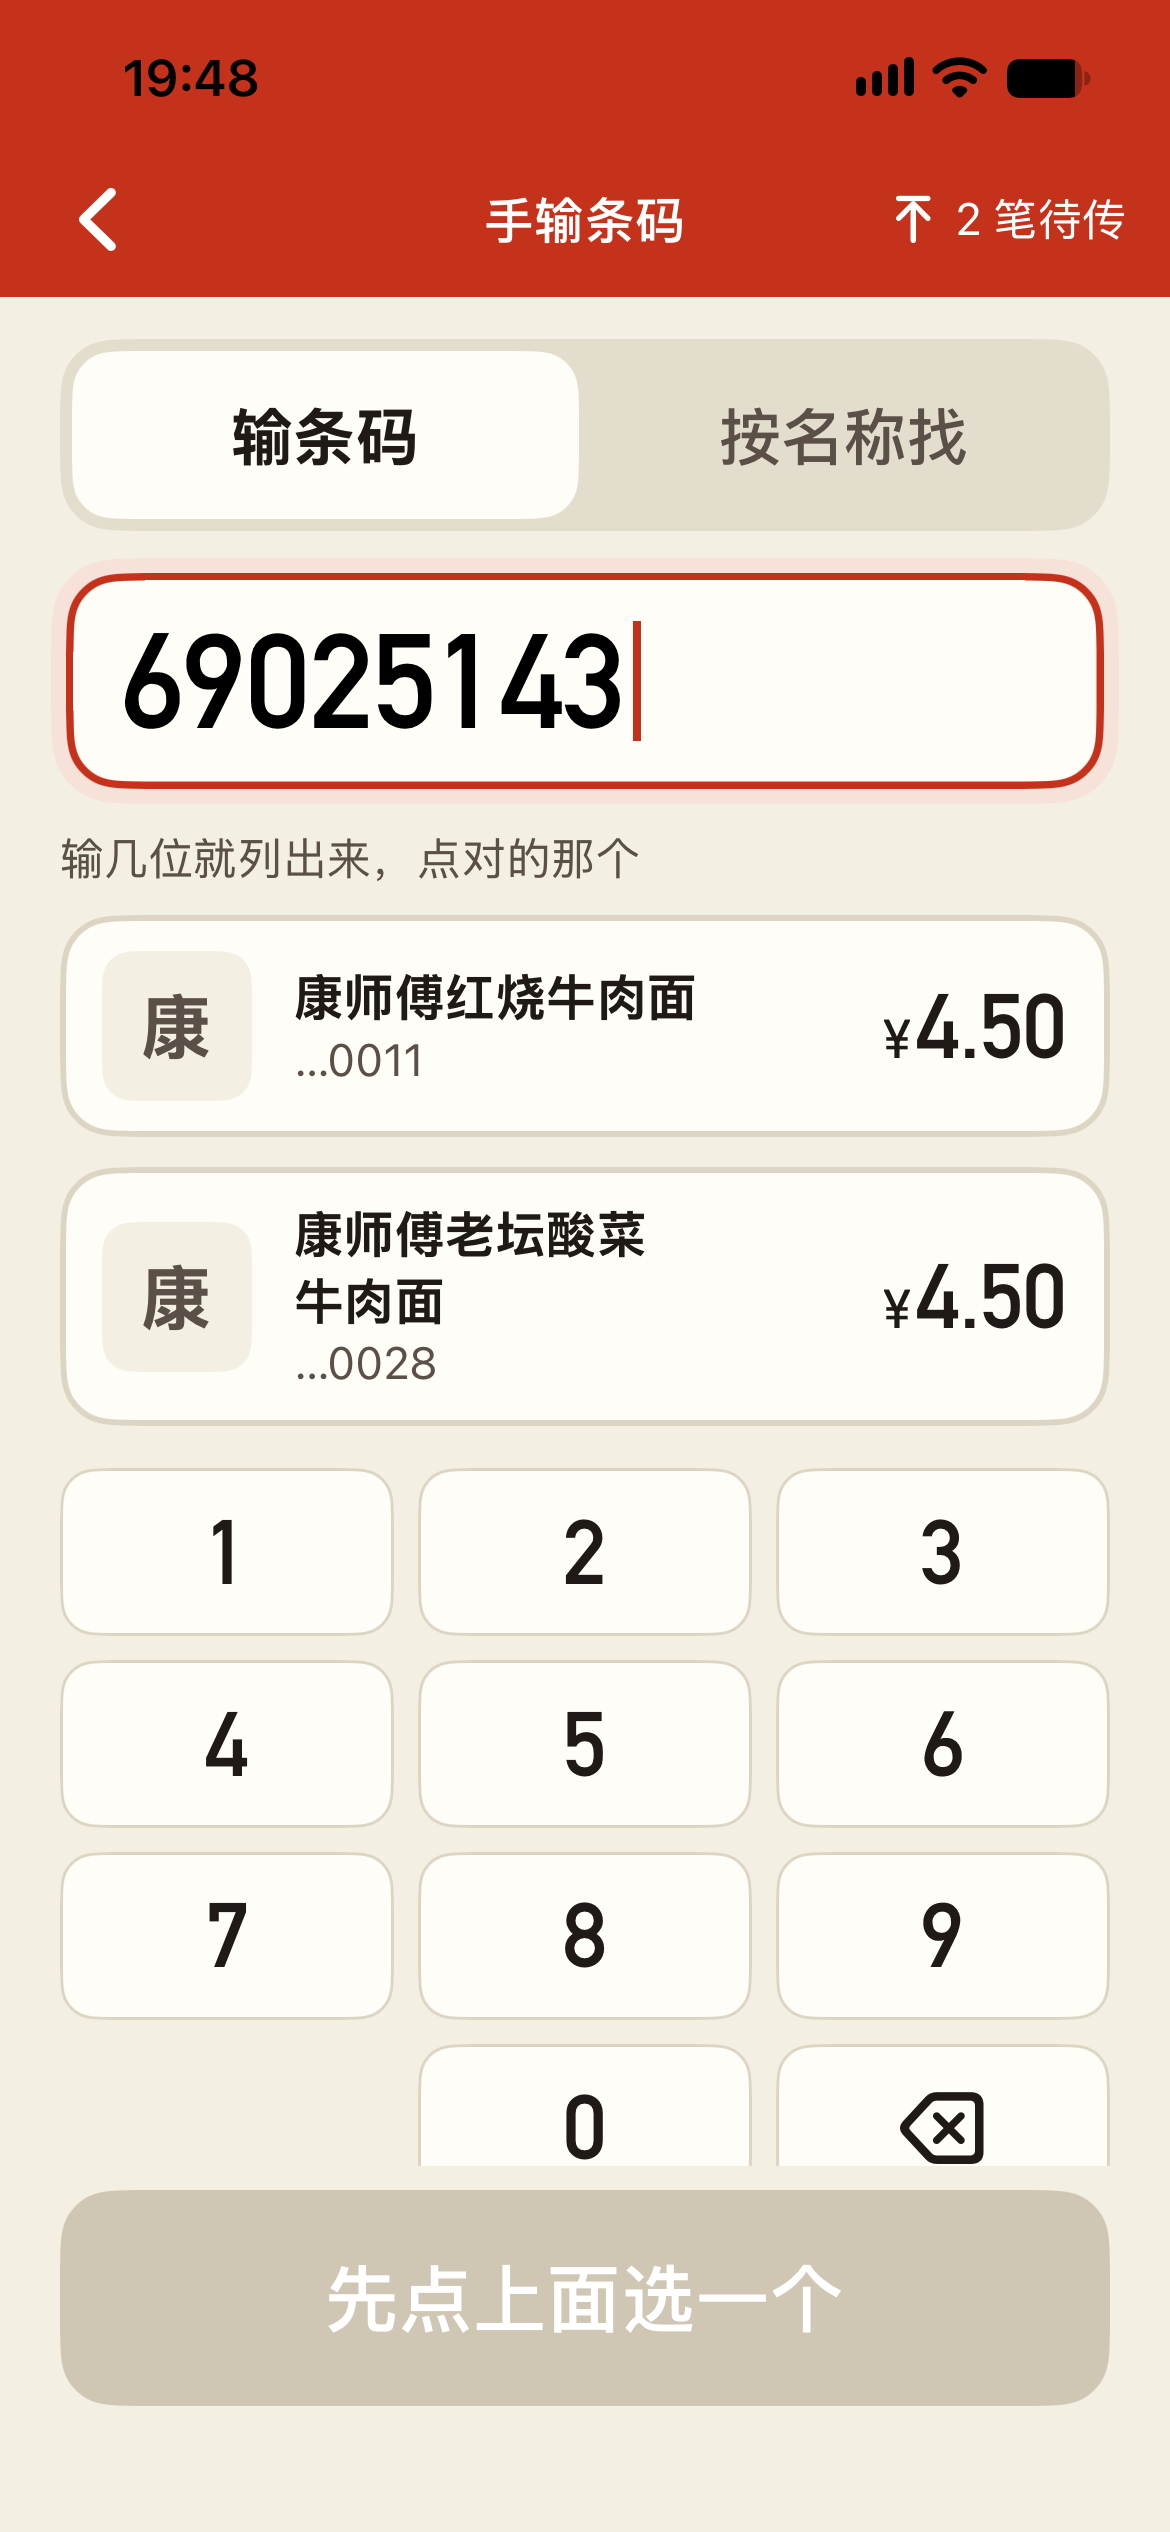 19:48
手输条码
2 笔待传
输条码
按名称找
69025143
输几位就列出来，点对的那个
康
康师傅红烧牛肉面
...0011
¥4.50
康
康师傅老坛酸菜
牛肉面
...0028
¥4.50
1
2
3
4
5
6
7
8
9
0
先点上面选一个